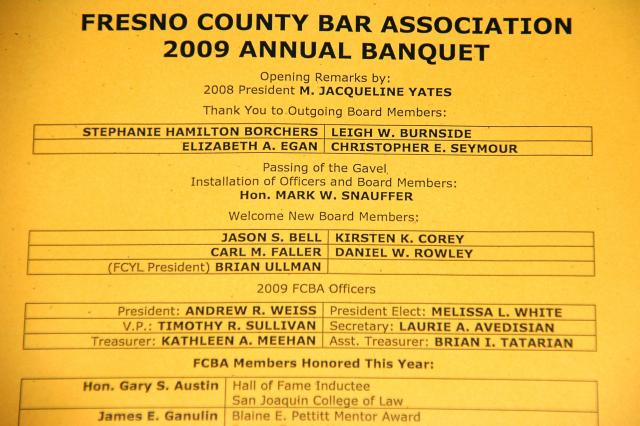 FRESNO COUNTY BAR ASSOCIATION
2009 ANNUAL BANQUET
Opening Remarks by:
2008 President M. JACQUELINE YATES
Thank You to Outgoing Board Members:
STEPHANIE HAMILTON BORCHERS LEIGH W. BURNSIDE
ELIZABETH A. EGAN CHRISTOPHER E. SEYMOUR
Passing of the Gavel
Installation of Officers and Board Members:
Hon. MARK W. SNAUFFER
Welcome New Board Members:
JASON S. BELL KIRSTEN K. COREY
CARL M. FALLER DANIEL W. ROWLEY
(FCYL President) BRIAN ULLMAN
2009 FCBA Officers
President: ANDREW R. WEISS President Elect: MELISSA L. WHITE
V.P.: TIMOTHY R. SULLIVAN Secretary: LAURIE A. AVEDISIAN
Treasurer: KATHLEEN A. MEEHAN Asst. Treasurer: BRIAN I. TATARIAN
FCBA Members Honored This Year:
Hon. Gary S. Austin Hall of Fame Inductee
San Joaquin College of Law
James E. Ganulin Blaine E. Pettitt Mentor Award